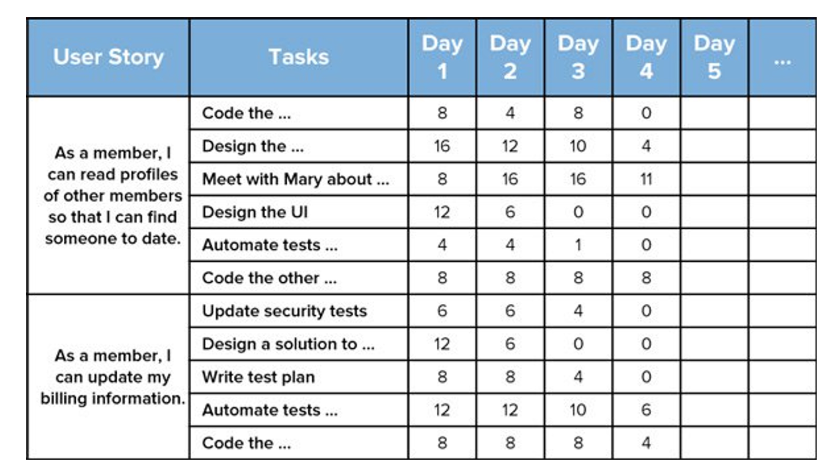 User Story Tasks Day 1 Day 2 Day 3 Day 4 Day 5 ...
As a member, I
can read profiles
of other members
so that I can find
someone to date.
Code the ... 8 4 8 0
Design the ... 16 12 10 4
Meet with Mary about ... 8 16 16 11
Design the UI 12 6 0 0
Automate tests ... 4 4 1 0
Code the other ... 8 8 8 8
As a member, I
can update my
billing information.
Update security tests 6 6 4 0
Design a solution to ... 12 6 0 0
Write test plan 8 8 4 0
Automate tests ... 12 12 10 6
Code the ... 8 8 8 4